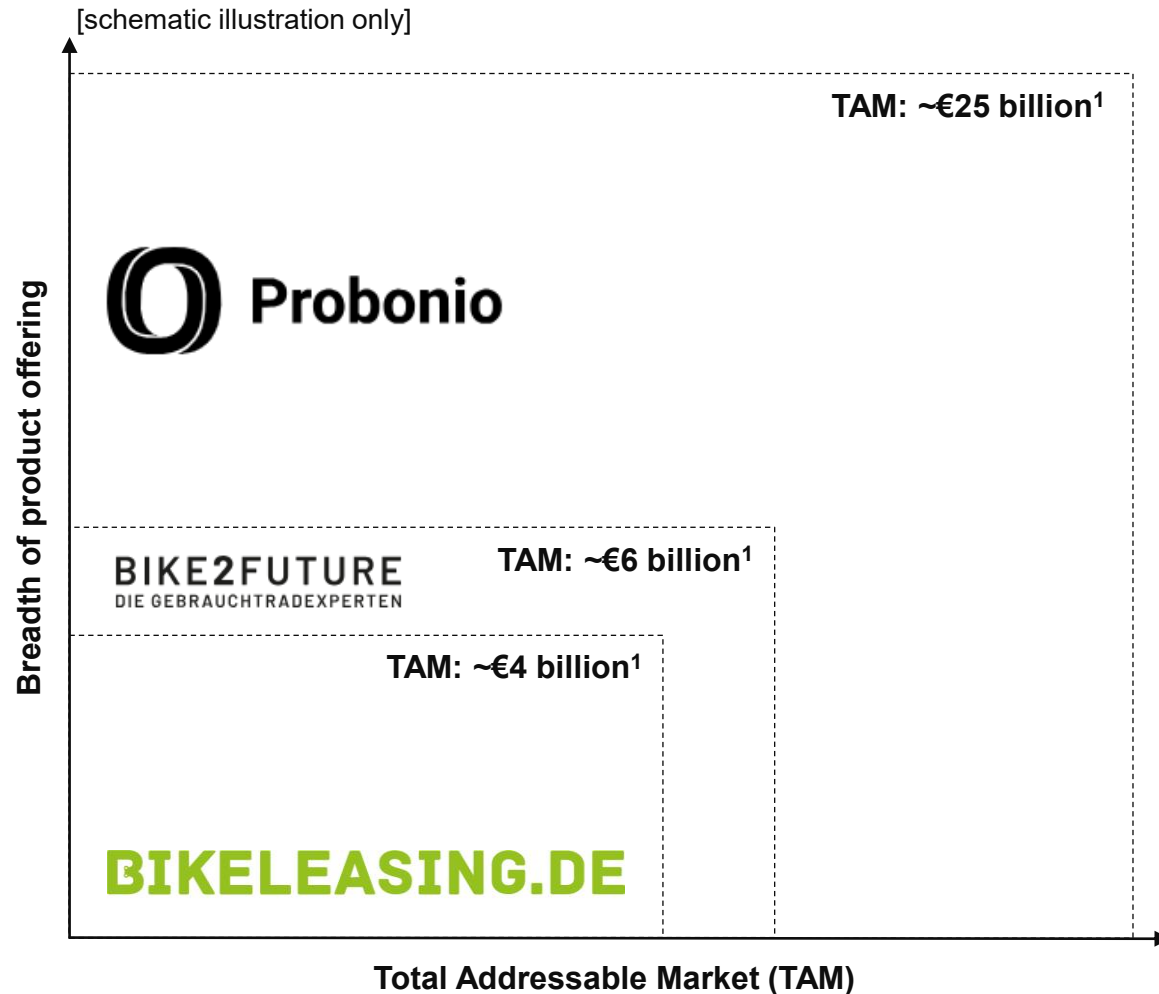 [schematic illustration only]
TAM: ~€25 billion¹
Probonio
Breadth of product offering
TAM: ~€6 billion¹
BIKE2FUTURE
DIE GEBRAUCHTRADEXPERTEN
TAM: ~€4 billion¹
BIKELEASING.DE
Total Addressable Market (TAM)